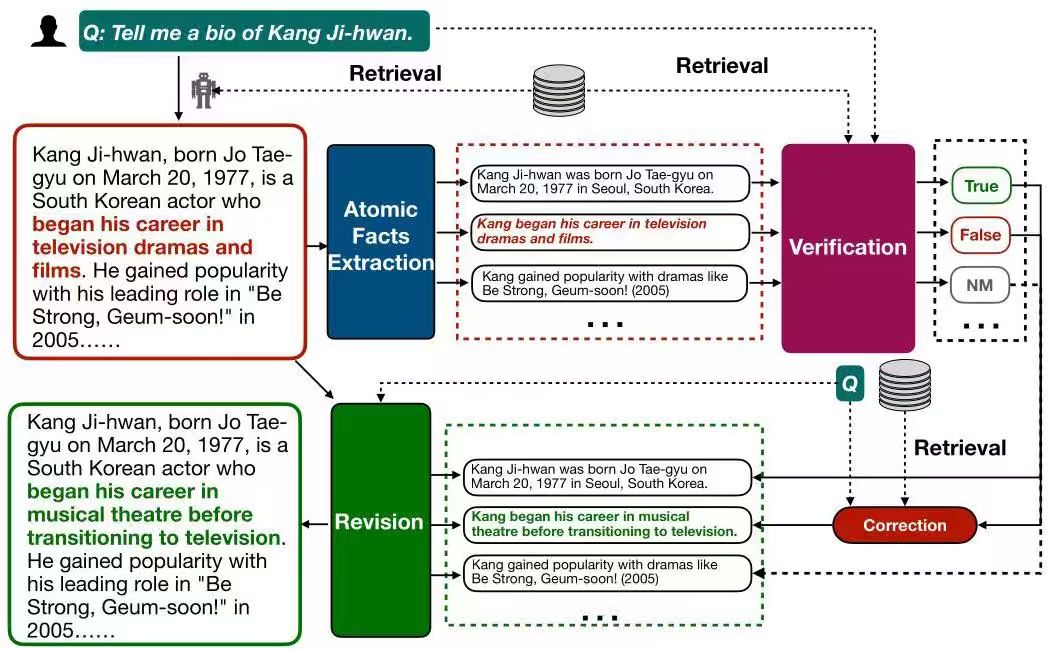 Q: Tell me a bio of Kang Ji-hwan.
Retrieval
Retrieval
Kang Ji-hwan, born Jo Tae-
gyu on March 20, 1977, is a
South Korean actor who
began his career in
television dramas and
films. He gained popularity
with his leading role in "Be
Strong, Geum-soon!" in
2005......
Atomic
Facts
Extraction
Kang Ji-hwan was born Jo Tae-gyu on
March 20, 1977 in Seoul, South Korea.
Kang began his career in television
dramas and films.
Kang gained popularity with dramas like
Be Strong, Geum-soon! (2005)
...
Verification
True
False
NM
...
Q
Retrieval
Kang Ji-hwan, born Jo Tae-
gyu on March 20, 1977, is a
South Korean actor who
began his career in
musical theatre before
transitioning to television.
He gained popularity with
his leading role in "Be
Strong, Geum-soon!" in
2005......
Revision
Kang Ji-hwan was born Jo Tae-gyu on
March 20, 1977 in Seoul, South Korea.
Kang began his career in musical
theatre before transitioning to television.
Kang gained popularity with dramas like
Be Strong, Geum-soon! (2005)
...
Correction